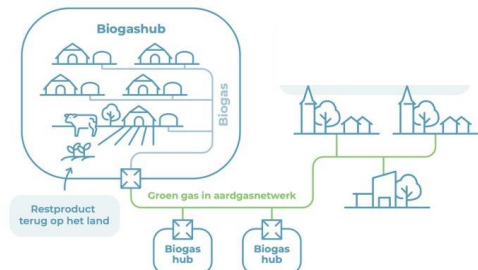 Biogashub
Biogas
Groen gas in aardgasnetwerk
Restproduct
terug op het land
Biogas
hub
Biogas
hub